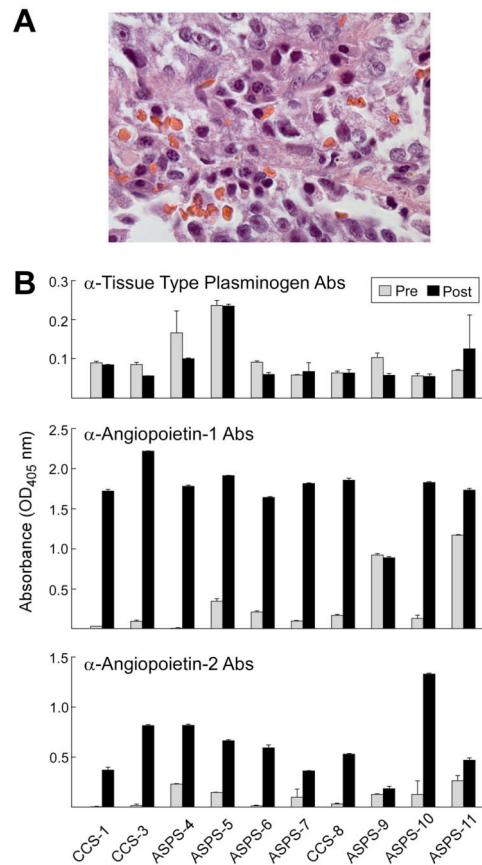 A
B
α-Tissue Type Plasminogen Abs
Pre
Post
0.3
0.2
0.1
α-Angiopoietin-1 Abs
2.5
2.0
1.5
1.0
0.5
Absorbance (OD405 nm)
α-Angiopoietin-2 Abs
1.5
1.0
0.5
CCS-1
CCS-3
ASPS-4
ASPS-5
ASPS-6
ASPS-7
CCS-8
ASPS-9
ASPS-10
ASPS-11